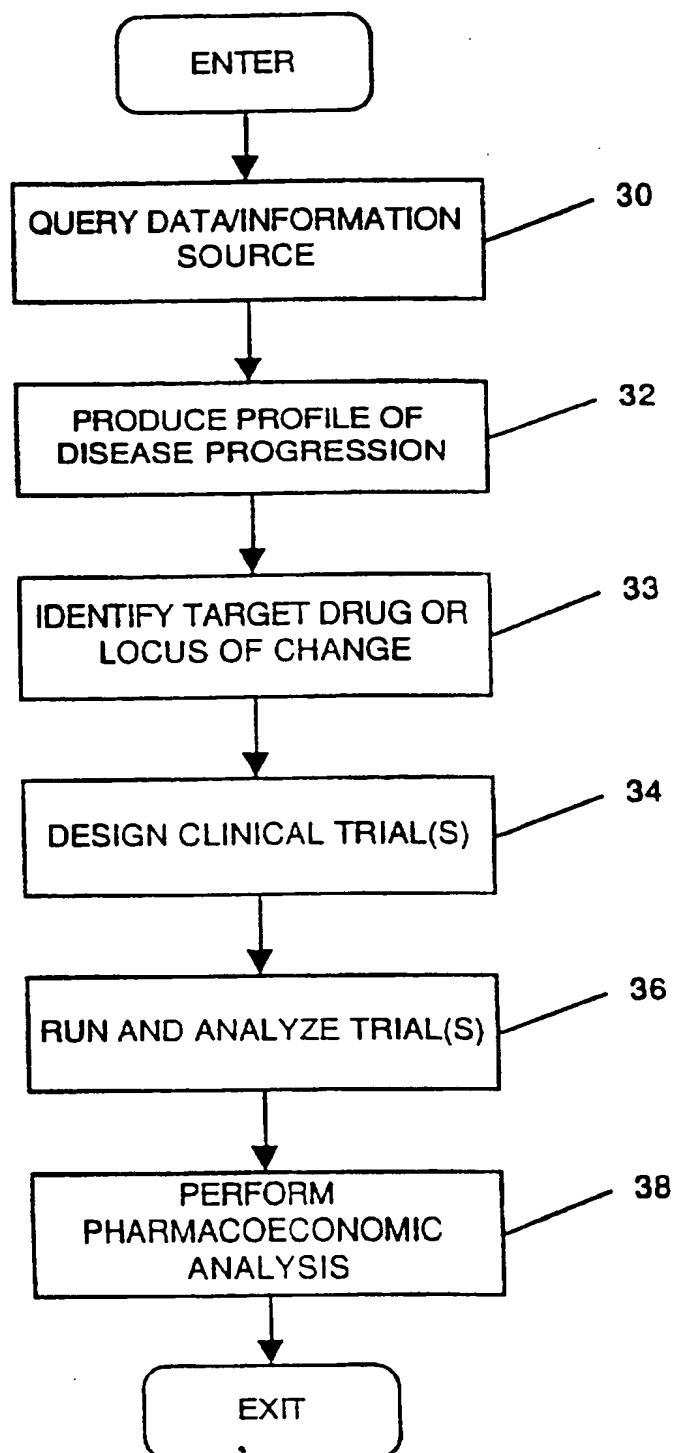 ENTER
QUERY DATA/INFORMATION
SOURCE
30
PRODUCE PROFILE OF
DISEASE PROGRESSION
32
IDENTIFY TARGET DRUG OR
LOCUS OF CHANGE
33
DESIGN CLINICAL TRIAL(S)
34
RUN AND ANALYZE TRIAL(S)
36
PERFORM
PHARMACOECONOMIC
ANALYSIS
38
EXIT